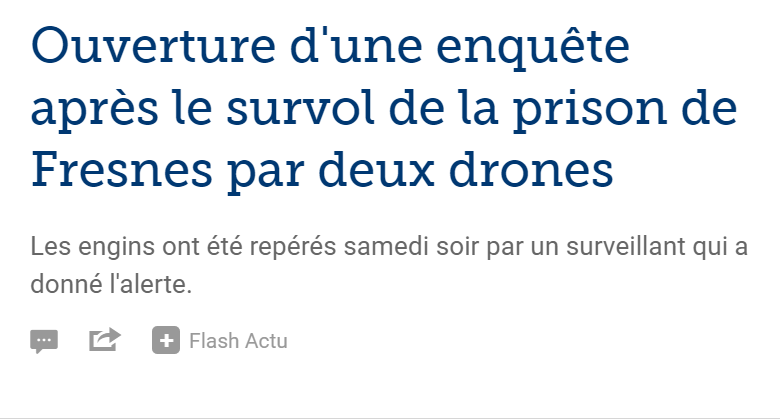 Ouverture d'une enquête
après le survol de la prison de
Fresnes par deux drones
Les engins ont été repérés samedi soir par un surveillant qui a
donné l'alerte.
Flash Actu